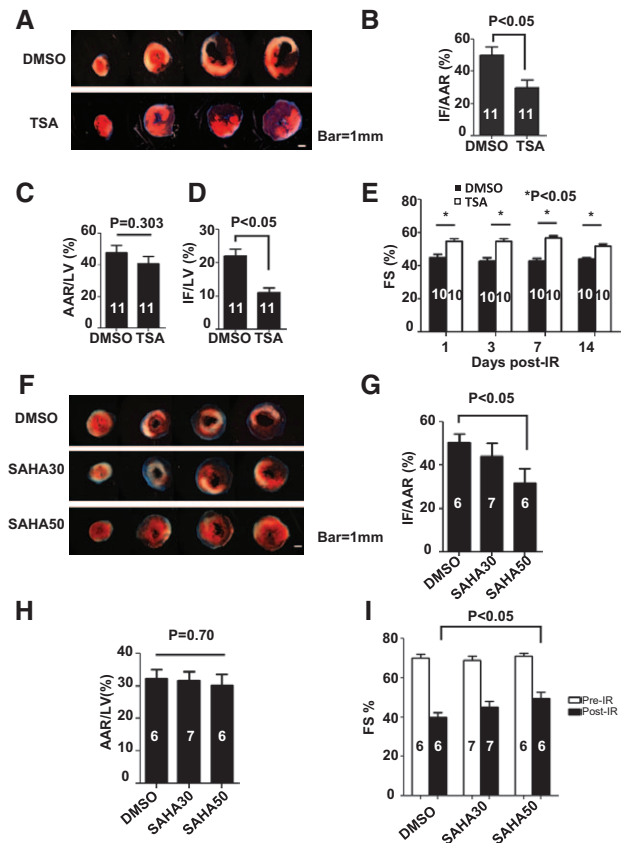 A
DMSO
TSA
Bar=1mm
B
P<0.05
IF/AAR (%)
60
40
20
0
11
11
DMSO TSA
C
P=0.303
AAR/LV (%)
60
40
20
0
11
11
DMSO TSA
D
P<0.05
IF/LV (%)
30
20
10
0
11
11
DMSO TSA
E
DMSO
TSA
*P<0.05
* * * *
FS (%)
80
60
40
20
0
10 10 10 10 10 10 10 10
1 3 7 14
Days post-IR
F
DMSO
SAHA30
SAHA50
Bar=1mm
G
P<0.05
IF/AAR (%)
60
40
20
0
6 7 6
DMSO SAHA30 SAHA50
H
P=0.70
AAR/LV(%)
40
30
20
10
0
6 7 6
DMSO SAHA30 SAHA50
I
P<0.05
Pre-IR
Post-IR
FS %
80
60
40
20
0
6 6 7 7 6 6
DMSO SAHA30 SAHA50